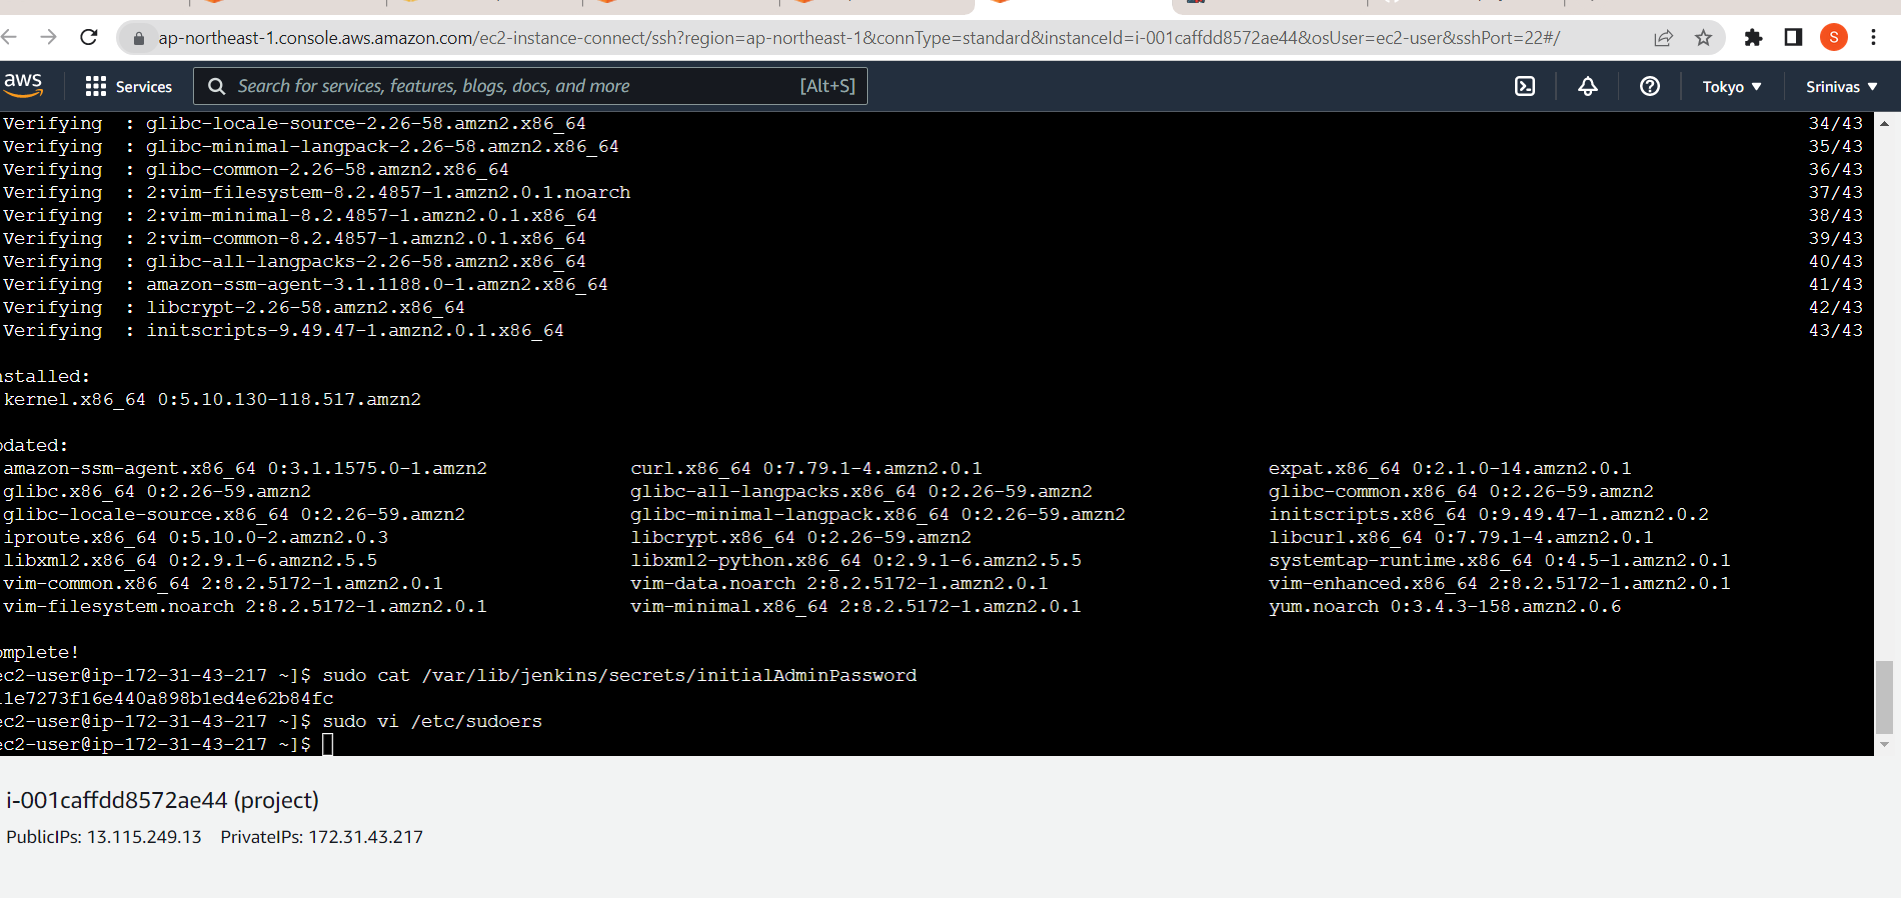 ap-northeast-1.console.aws.amazon.com/ec2-instance-connect/ssh?region=ap-northeast-1&connType=standard&instanceId=i-001caffdd8572ae44&osUser=ec2-user&sshPort=22#/
S
aws Services Search for services, features, blogs, docs, and more [Alt+S] Tokyo ▼ Srinivas ▼
Verifying : glibc-locale-source-2.26-58.amzn2.x86_64 34/43
Verifying : glibc-minimal-langpack-2.26-58.amzn2.x86_64 35/43
Verifying : glibc-common-2.26-58.amzn2.x86_64 36/43
Verifying : 2:vim-filesystem-8.2.4857-1.amzn2.0.1.noarch 37/43
Verifying : 2:vim-minimal-8.2.4857-1.amzn2.0.1.x86_64 38/43
Verifying : 2:vim-common-8.2.4857-1.amzn2.0.1.x86_64 39/43
Verifying : glibc-all-langpacks-2.26-58.amzn2.x86_64 40/43
Verifying : amazon-ssm-agent-3.1.1188.0-1.amzn2.x86_64 41/43
Verifying : libcrypt-2.26-58.amzn2.x86_64 42/43
Verifying : initscripts-9.49.47-1.amzn2.0.1.x86_64 43/43
nstalled:
kernel.x86_64 0:5.10.130-118.517.amzn2
pdated:
amazon-ssm-agent.x86_64 0:3.1.1575.0-1.amzn2 curl.x86_64 0:7.79.1-4.amzn2.0.1 expat.x86_64 0:2.1.0-14.amzn2.0.1
glibc.x86_64 0:2.26-59.amzn2 glibc-all-langpacks.x86_64 0:2.26-59.amzn2 glibc-common.x86_64 0:2.26-59.amzn2
glibc-locale-source.x86_64 0:2.26-59.amzn2 glibc-minimal-langpack.x86_64 0:2.26-59.amzn2 initscripts.x86_64 0:9.49.47-1.amzn2.0.2
iproute.x86_64 0:5.10.0-2.amzn2.0.3 libcrypt.x86_64 0:2.26-59.amzn2 libcurl.x86_64 0:7.79.1-4.amzn2.0.1
libxml2.x86_64 0:2.9.1-6.amzn2.5.5 libxml2-python.x86_64 0:2.9.1-6.amzn2.5.5 systemtap-runtime.x86_64 0:4.5-1.amzn2.0.1
vim-common.x86_64 2:8.2.5172-1.amzn2.0.1 vim-data.noarch 2:8.2.5172-1.amzn2.0.1 vim-enhanced.x86_64 2:8.2.5172-1.amzn2.0.1
vim-filesystem.noarch 2:8.2.5172-1.amzn2.0.1 vim-minimal.x86_64 2:8.2.5172-1.amzn2.0.1 yum.noarch 0:3.4.3-158.amzn2.0.6
omplete!
ec2-user@ip-172-31-43-217 ~]$ sudo cat /var/lib/jenkins/secrets/initialAdminPassword
11e7273f16e440a898b1ed4e62b84fc
ec2-user@ip-172-31-43-217 ~]$ sudo vi /etc/sudoers
ec2-user@ip-172-31-43-217 ~]$
i-001caffdd8572ae44 (project)
PublicIPs: 13.115.249.13 PrivateIPs: 172.31.43.217